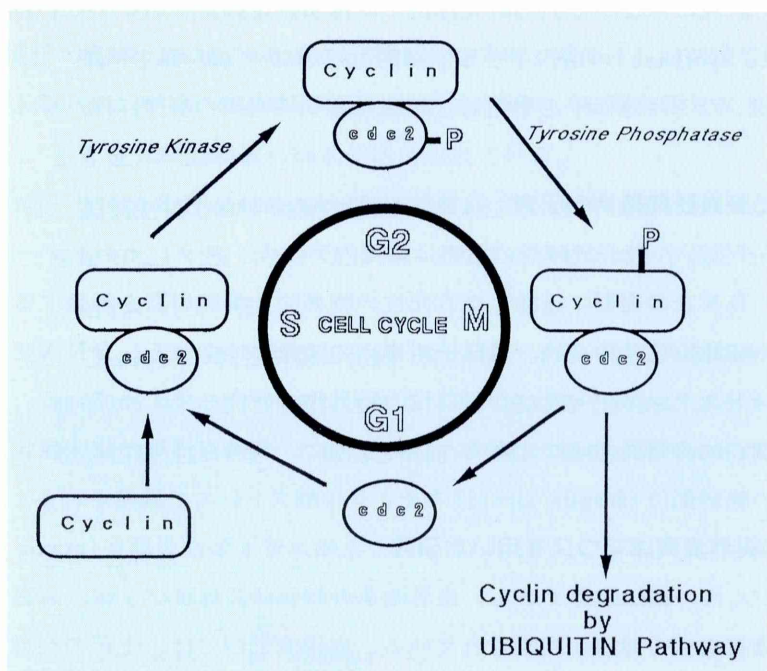 Cyclin
cdc2
P
Tyrosine Kinase
Tyrosine Phosphatase
G2
P
Cyclin
cdc2
S
CELL CYCLE
M
Cyclin
cdc2
G1
cdc2
Cyclin
Cyclin degradation
by
UBIQUITIN Pathway